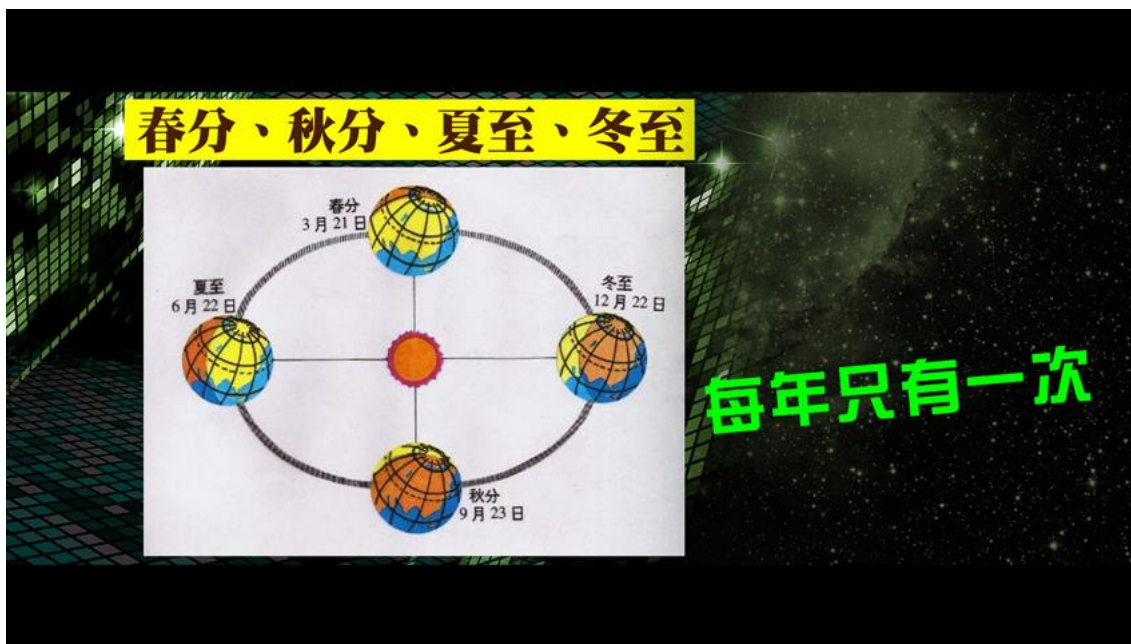 春分、秋分、夏至、冬至
春分
3月21日
夏至
6月22日
冬至
12月22日
每年只有一次
秋分
9月23日